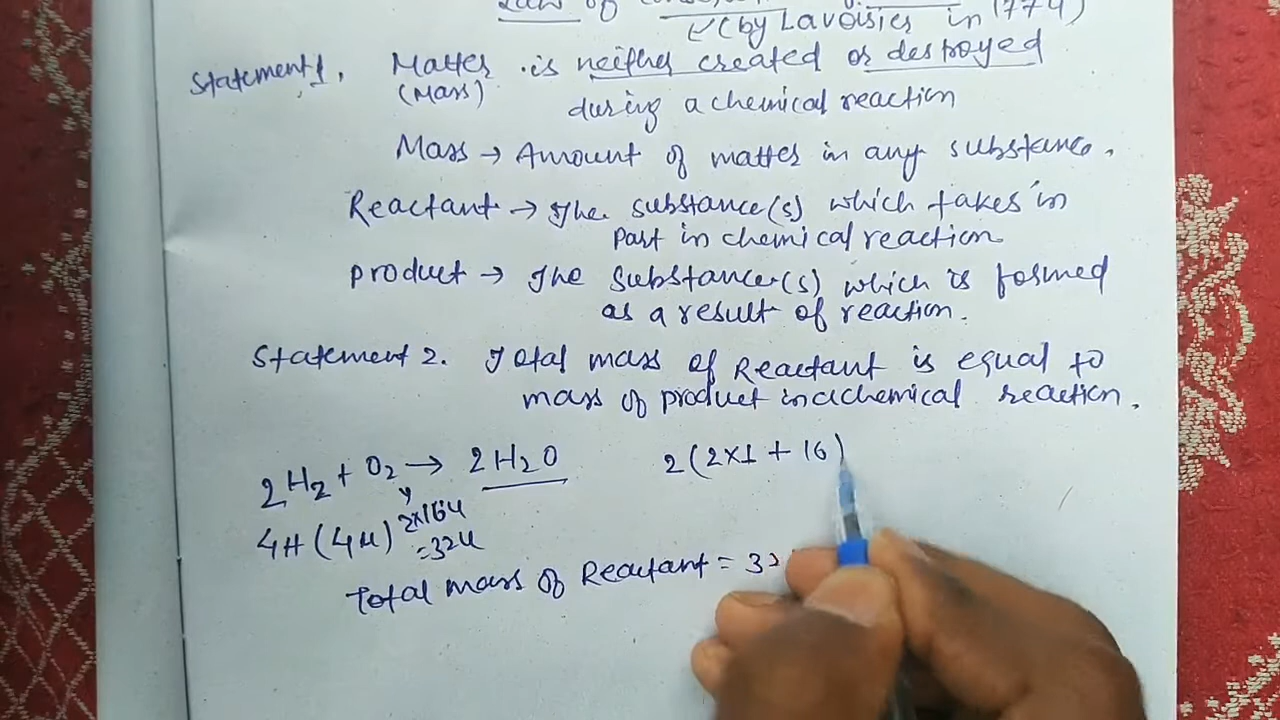 Law of
(by Lavoisier in 1774)
Statement 1. Matter is neither created or destroyed
(Mass) during a chemical reaction
Mass → Amount of matter in any substance.
Reactant → The substance(s) which takes in
part in chemical reaction
product → The substance(s) which is formed
as a result of reaction.
Statement 2. Total mass of Reactant is equal to
mass of product in a chemical reaction.
2H2 + O2 → 2H2O 2(2×1 + 16)
4H (4u) 2×16u
=32u
Total mass of Reactant = 32